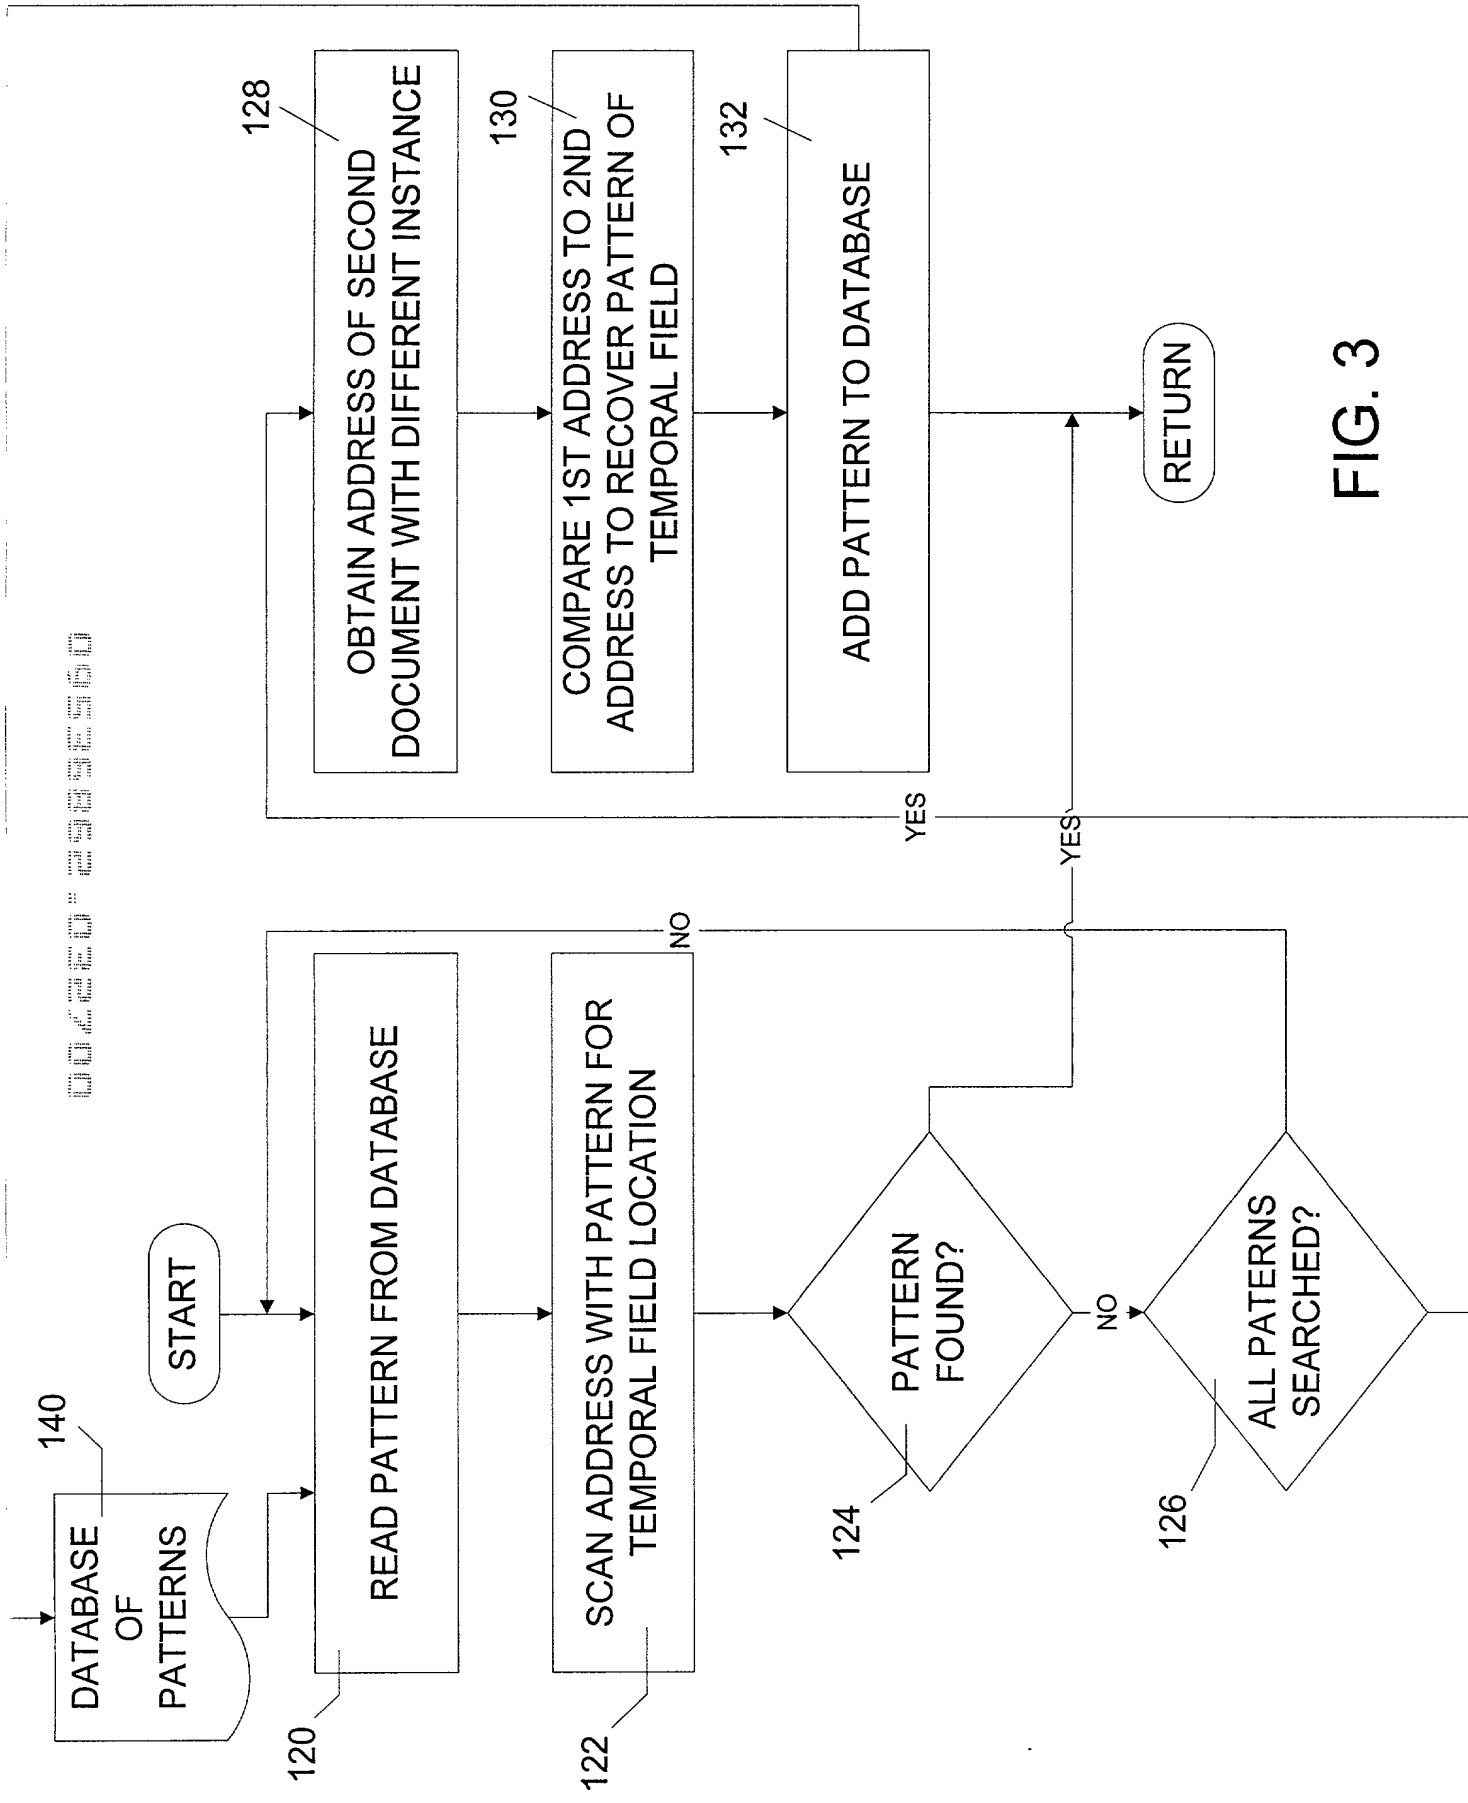 DATABASE
OF
PATTERNS
140
START
READ PATTERN FROM DATABASE
120
SCAN ADDRESS WITH PATTERN FOR
TEMPORAL FIELD LOCATION
122
PATTERN
FOUND?
124
YES
NO
ALL PATERNS
SEARCHED?
126
NO
YES
OBTAIN ADDRESS OF SECOND
DOCUMENT WITH DIFFERENT INSTANCE
128
COMPARE 1ST ADDRESS TO 2ND
ADDRESS TO RECOVER PATTERN OF
TEMPORAL FIELD
130
ADD PATTERN TO DATABASE
132
RETURN
FIG. 3